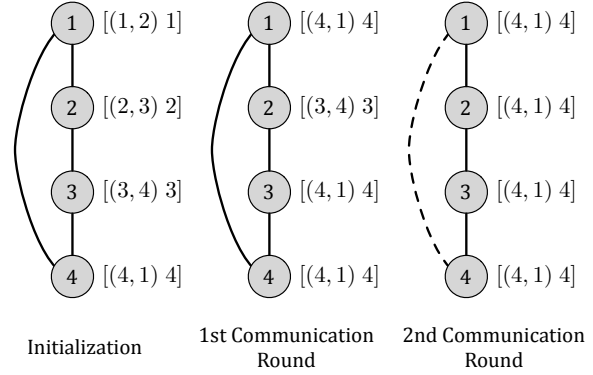 1 [(1, 2) 1]
2 [(2, 3) 2]
3 [(3, 4) 3]
4 [(4, 1) 4]
Initialization
1 [(4, 1) 4]
2 [(3, 4) 3]
3 [(4, 1) 4]
4 [(4, 1) 4]
1st Communication
Round
1 [(4, 1) 4]
2 [(4, 1) 4]
3 [(4, 1) 4]
4 [(4, 1) 4]
2nd Communication
Round